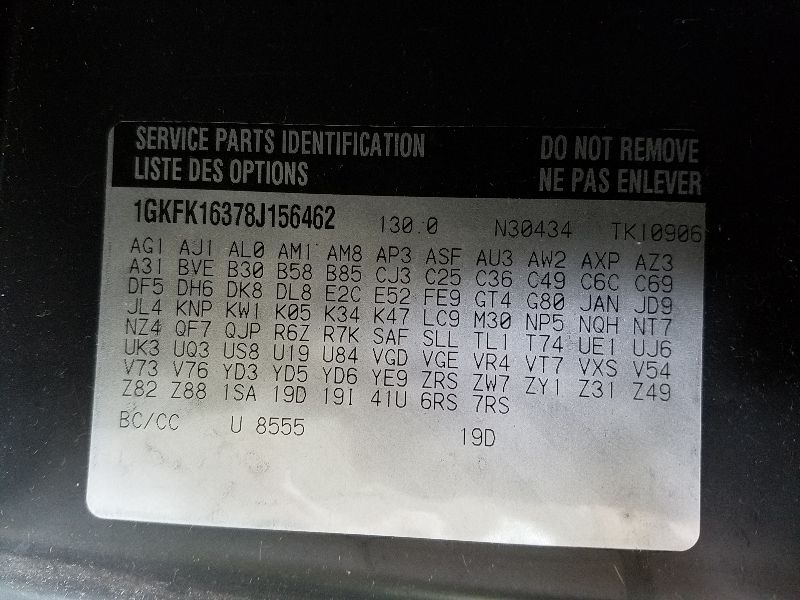 SERVICE PARTS IDENTIFICATION DO NOT REMOVE
LISTE DES OPTIONS NE PAS ENLEVER
1GKFK16378J156462 130.0 N30434 TK10906
AG1 AJ1 AL0 AM1 AM8 AP3 ASF AU3 AW2 AXP AZ3
A31 BVE B30 B58 B85 CJ3 C25 C36 C49 C6C C69
DF5 DH6 DK8 DL8 E2C E52 FE9 GT4 G80 JAN JD9
JL4 KNP KW1 K05 K34 K47 LC9 M30 NP5 NQH NT7
NZ4 QF7 QJP R6Z R7K SAF SLL TL1 T74 UE1 UJ6
UK3 UQ3 US8 U19 U84 VGD VGE VR4 VT7 VXS V54
V73 V76 YD3 YD5 YD6 YE9 ZRS ZW7 ZY1 Z31 Z49
Z82 Z88 1SA 19D 19I 41U 6RS 7RS
BC/CC U 8555 19D